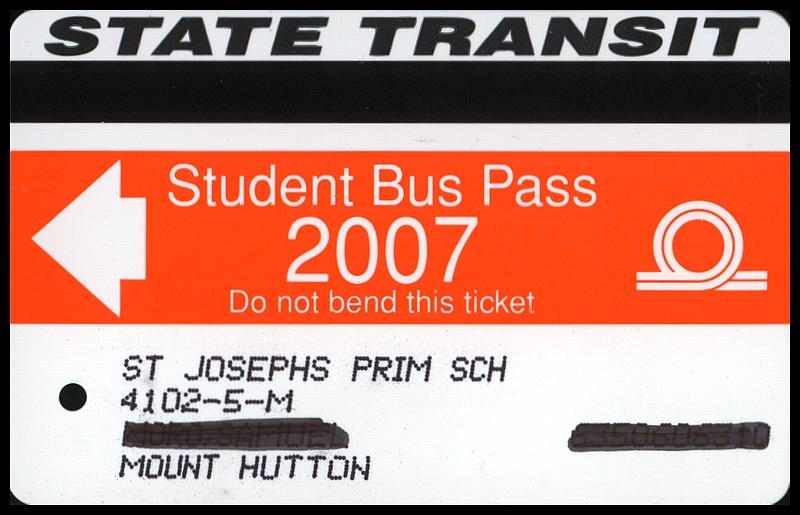 STATE TRANSIT
Student Bus Pass
2007
Do not bend this ticket
ST JOSEPHS PRIM SCH
4102-5-M
MOUNT HUTTON